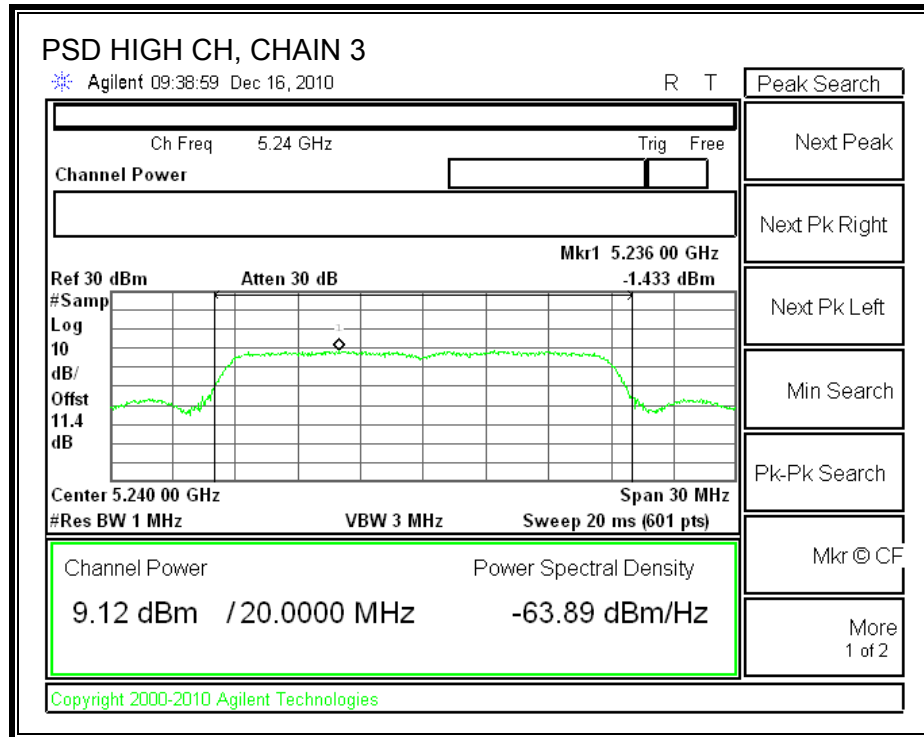 PSD HIGH CH, CHAIN 3
Agilent 09:38:59 Dec 16, 2010 R T
Peak Search
Ch Freq 5.24 GHz Trig Free
Channel Power
Next Peak
Next Pk Right
Mkr1 5.236 00 GHz
Ref 30 dBm Atten 30 dB -1.433 dBm
#Samp
Log
10
dB/
Offst
11.4
dB
1
Next Pk Left
Min Search
Pk-Pk Search
Center 5.240 00 GHz Span 30 MHz
#Res BW 1 MHz VBW 3 MHz Sweep 20 ms (601 pts)
Mkr © CF
Channel Power Power Spectral Density
9.12 dBm / 20.0000 MHz -63.89 dBm/Hz
More
1 of 2
Copyright 2000-2010 Agilent Technologies